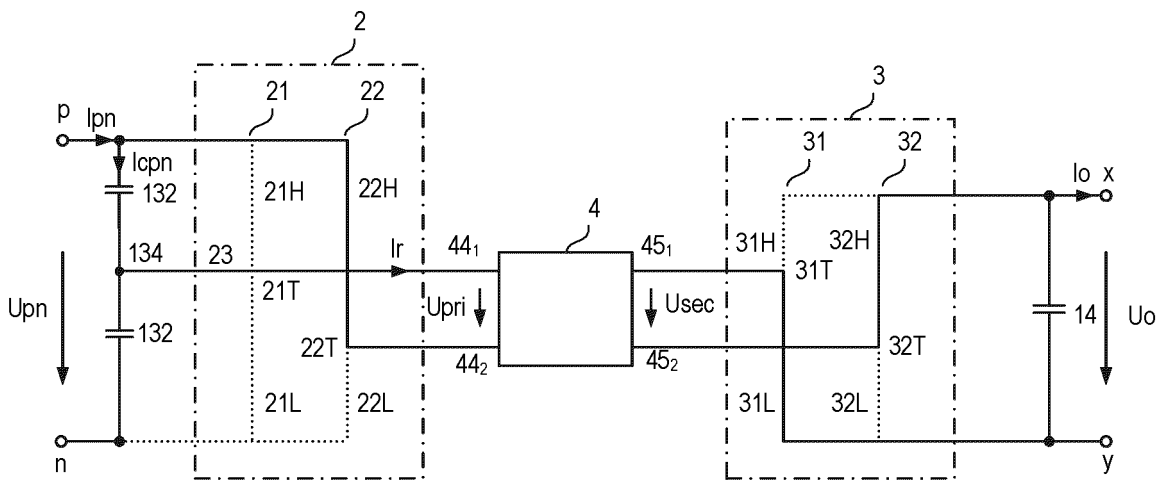 2
3
p
Ipn
21
22
31
32
Io
x
Icpn
132
21H
22H
4
134
23
Ir
44₁
45₁
31H
32H
31T
21T
Upn
Upri
Usec
14
Uo
132
22T
44₂
45₂
32T
21L
22L
31L
32L
n
y